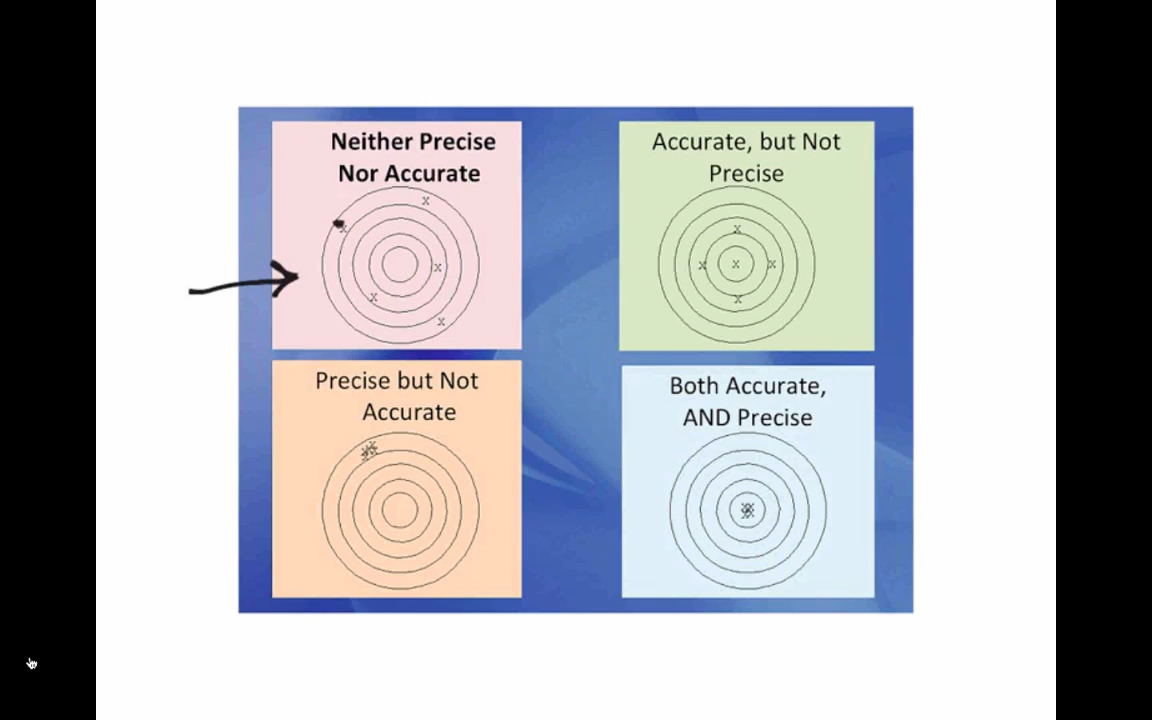 Neither Precise
Nor Accurate
x
x
x
x
x
Accurate, but Not
Precise
x
x
x
x
x
Precise but Not
Accurate
Both Accurate,
AND Precise